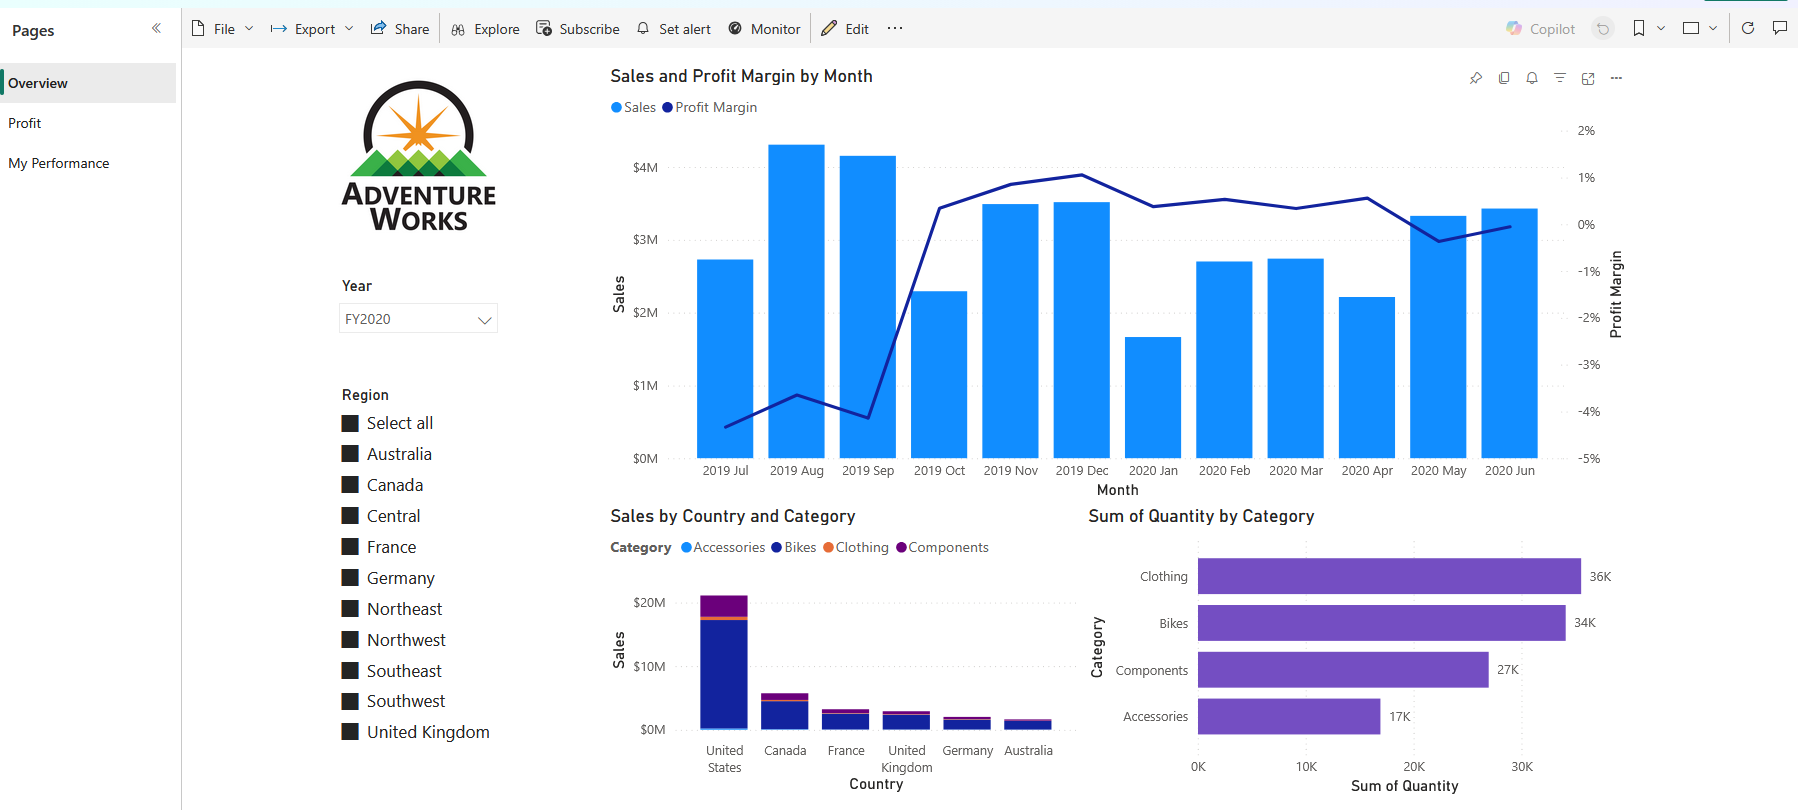 Pages
File
Export
Share
Explore
Subscribe
Set alert
Monitor
Edit
Copilot
Overview
Profit
My Performance
ADVENTURE
WORKS
Year
FY2020
Region
Select all
Australia
Canada
Central
France
Germany
Northeast
Northwest
Southeast
Southwest
United Kingdom
Sales and Profit Margin by Month
Sales
Profit Margin
$4M
$3M
$2M
$1M
$0M
Sales
2%
1%
0%
-1%
-2%
-3%
-4%
-5%
Profit Margin
2019 Jul
2019 Aug
2019 Sep
2019 Oct
2019 Nov
2019 Dec
2020 Jan
2020 Feb
2020 Mar
2020 Apr
2020 May
2020 Jun
Month
Sales by Country and Category
Category
Accessories
Bikes
Clothing
Components
$20M
$10M
$0M
Sales
United
States
Canada
France
United
Kingdom
Germany
Australia
Country
Sum of Quantity by Category
Category
Clothing
36K
Bikes
34K
Components
27K
Accessories
17K
0K
10K
20K
30K
Sum of Quantity